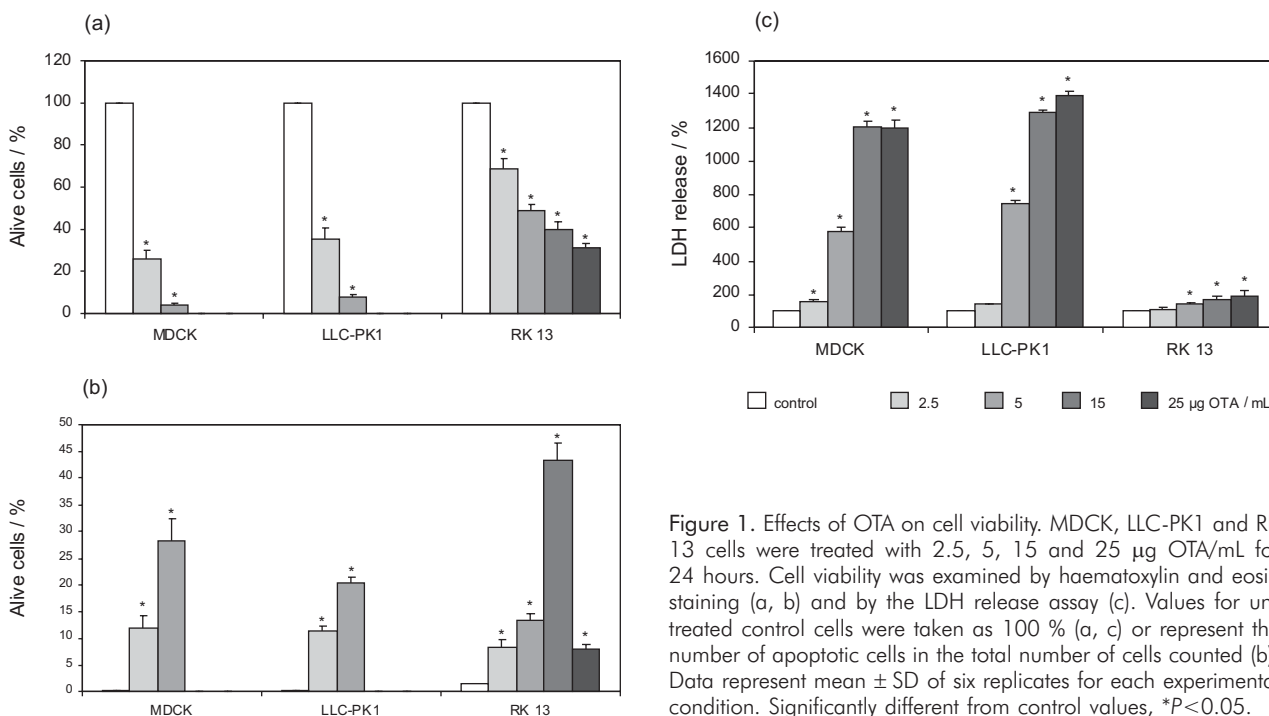 (a)
120
100
80
60
40
20
0
Alive cells / %
* * * * * * * *
MDCK LLC-PK1 RK 13
(b)
50
45
40
35
30
25
20
15
10
5
0
Alive cells / %
* * * * * * * *
MDCK LLC-PK1 RK 13
(c)
1600
1400
1200
1000
800
600
400
200
0
LDH release / %
* * * * * * * * * *
MDCK LLC-PK1 RK 13
control 2.5 5 15 25 µg OTA / mL
Figure 1. Effects of OTA on cell viability. MDCK, LLC-PK1 and R
13 cells were treated with 2.5, 5, 15 and 25 µg OTA/mL fo
24 hours. Cell viability was examined by haematoxylin and eosi
staining (a, b) and by the LDH release assay (c). Values for un
treated control cells were taken as 100 % (a, c) or represent th
number of apoptotic cells in the total number of cells counted (b)
Data represent mean ± SD of six replicates for each experimenta
condition. Significantly different from control values, *P<0.05.